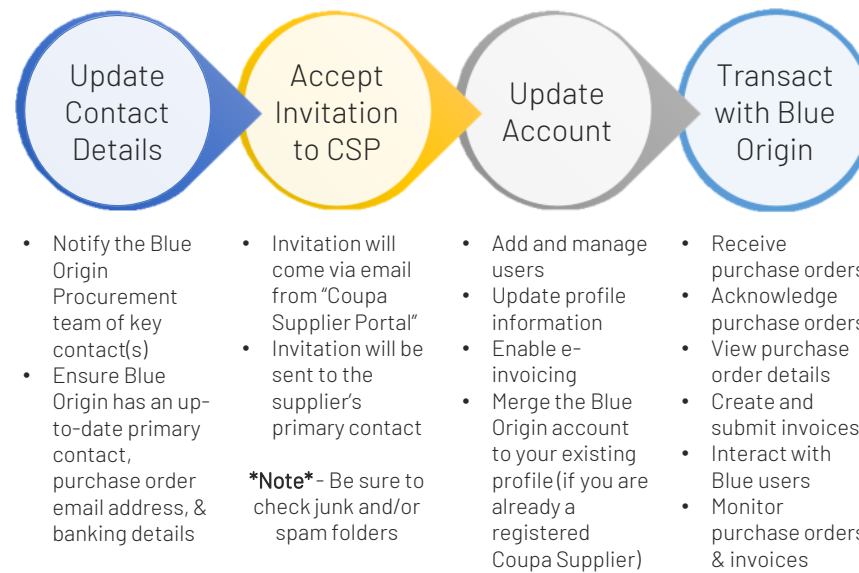 Update
Contact
Details
Accept
Invitation
to CSP
Update
Account
Transact
with Blue
Origin
• Notify the Blue
Origin
Procurement
team of key
contact(s)
• Ensure Blue
Origin has an up-
to-date primary
contact,
purchase order
email address, &
banking details
• Invitation will
come via email
from “Coupa
Supplier Portal”
• Invitation will be
sent to the
supplier’s
primary contact
*Note* - Be sure to
check junk and/or
spam folders
• Add and manage
users
• Update profile
information
• Enable e-
invoicing
• Merge the Blue
Origin account
to your existing
profile (if you are
already a
registered
Coupa Supplier)
• Receive
purchase orders
• Acknowledge
purchase orders
• View purchase
order details
• Create and
submit invoices
• Interact with
Blue users
• Monitor
purchase orders
& invoices